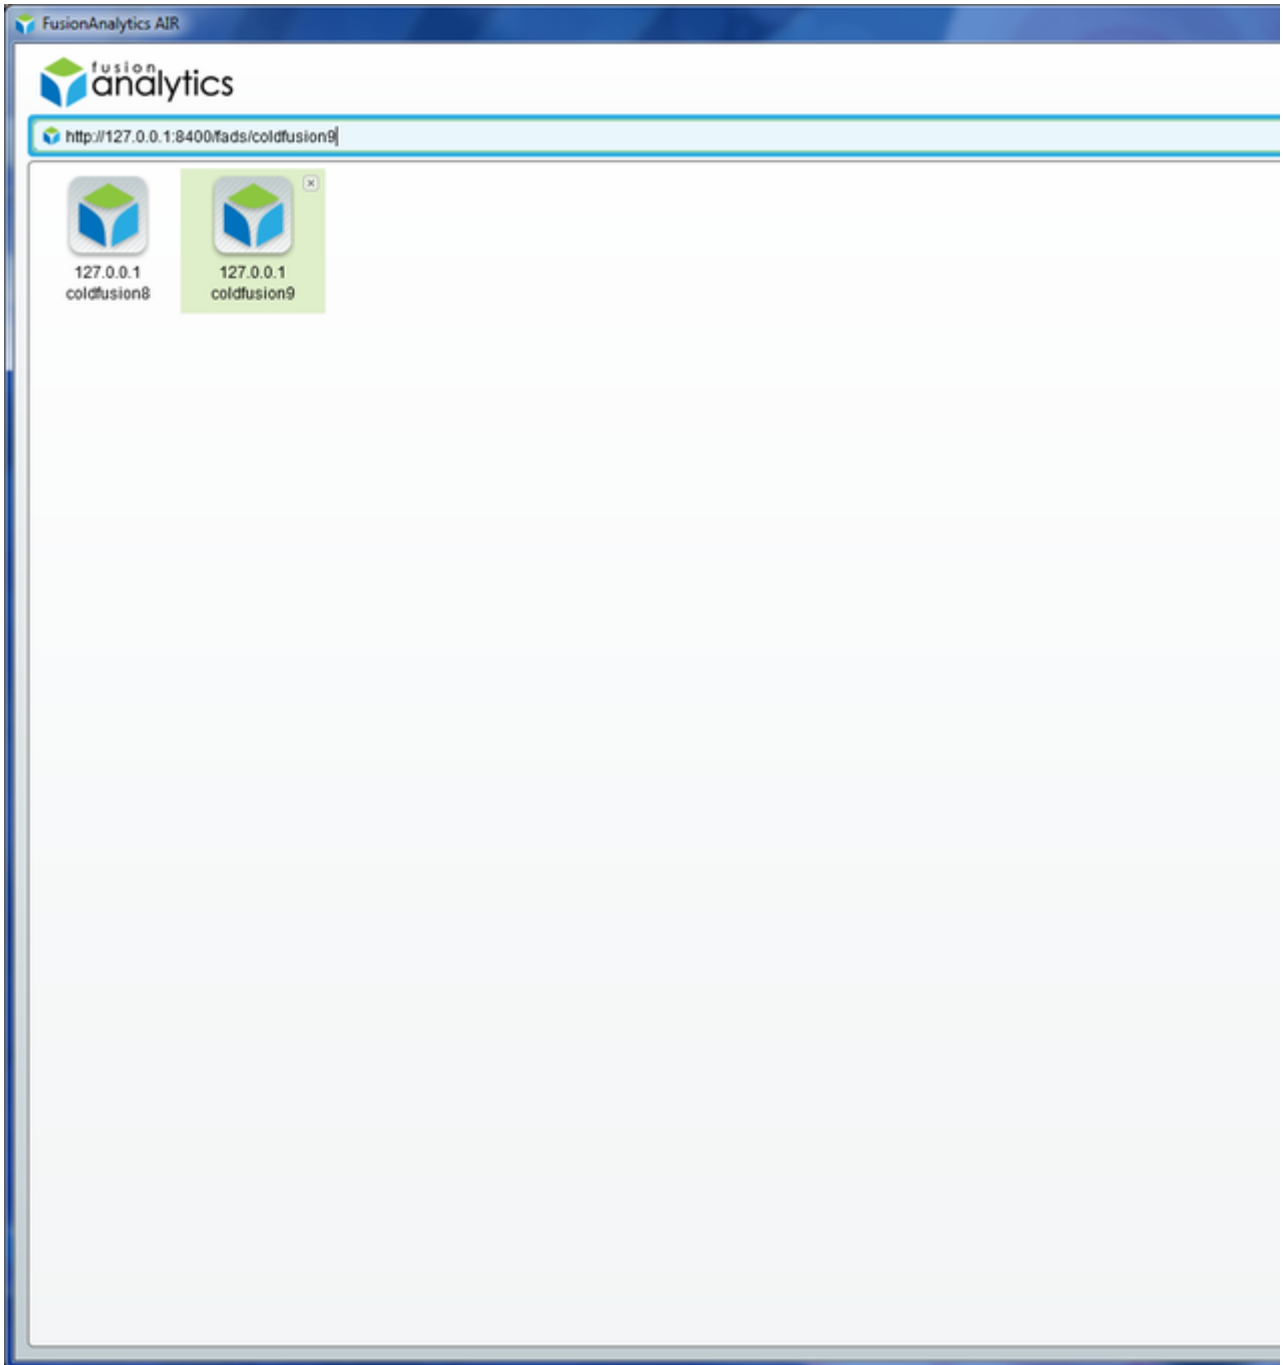 FusionAnalytics AIR
fusion
analytics
http://127.0.0.1:8400/fads/coldfusion9
127.0.0.1
coldfusion8
127.0.0.1
coldfusion9